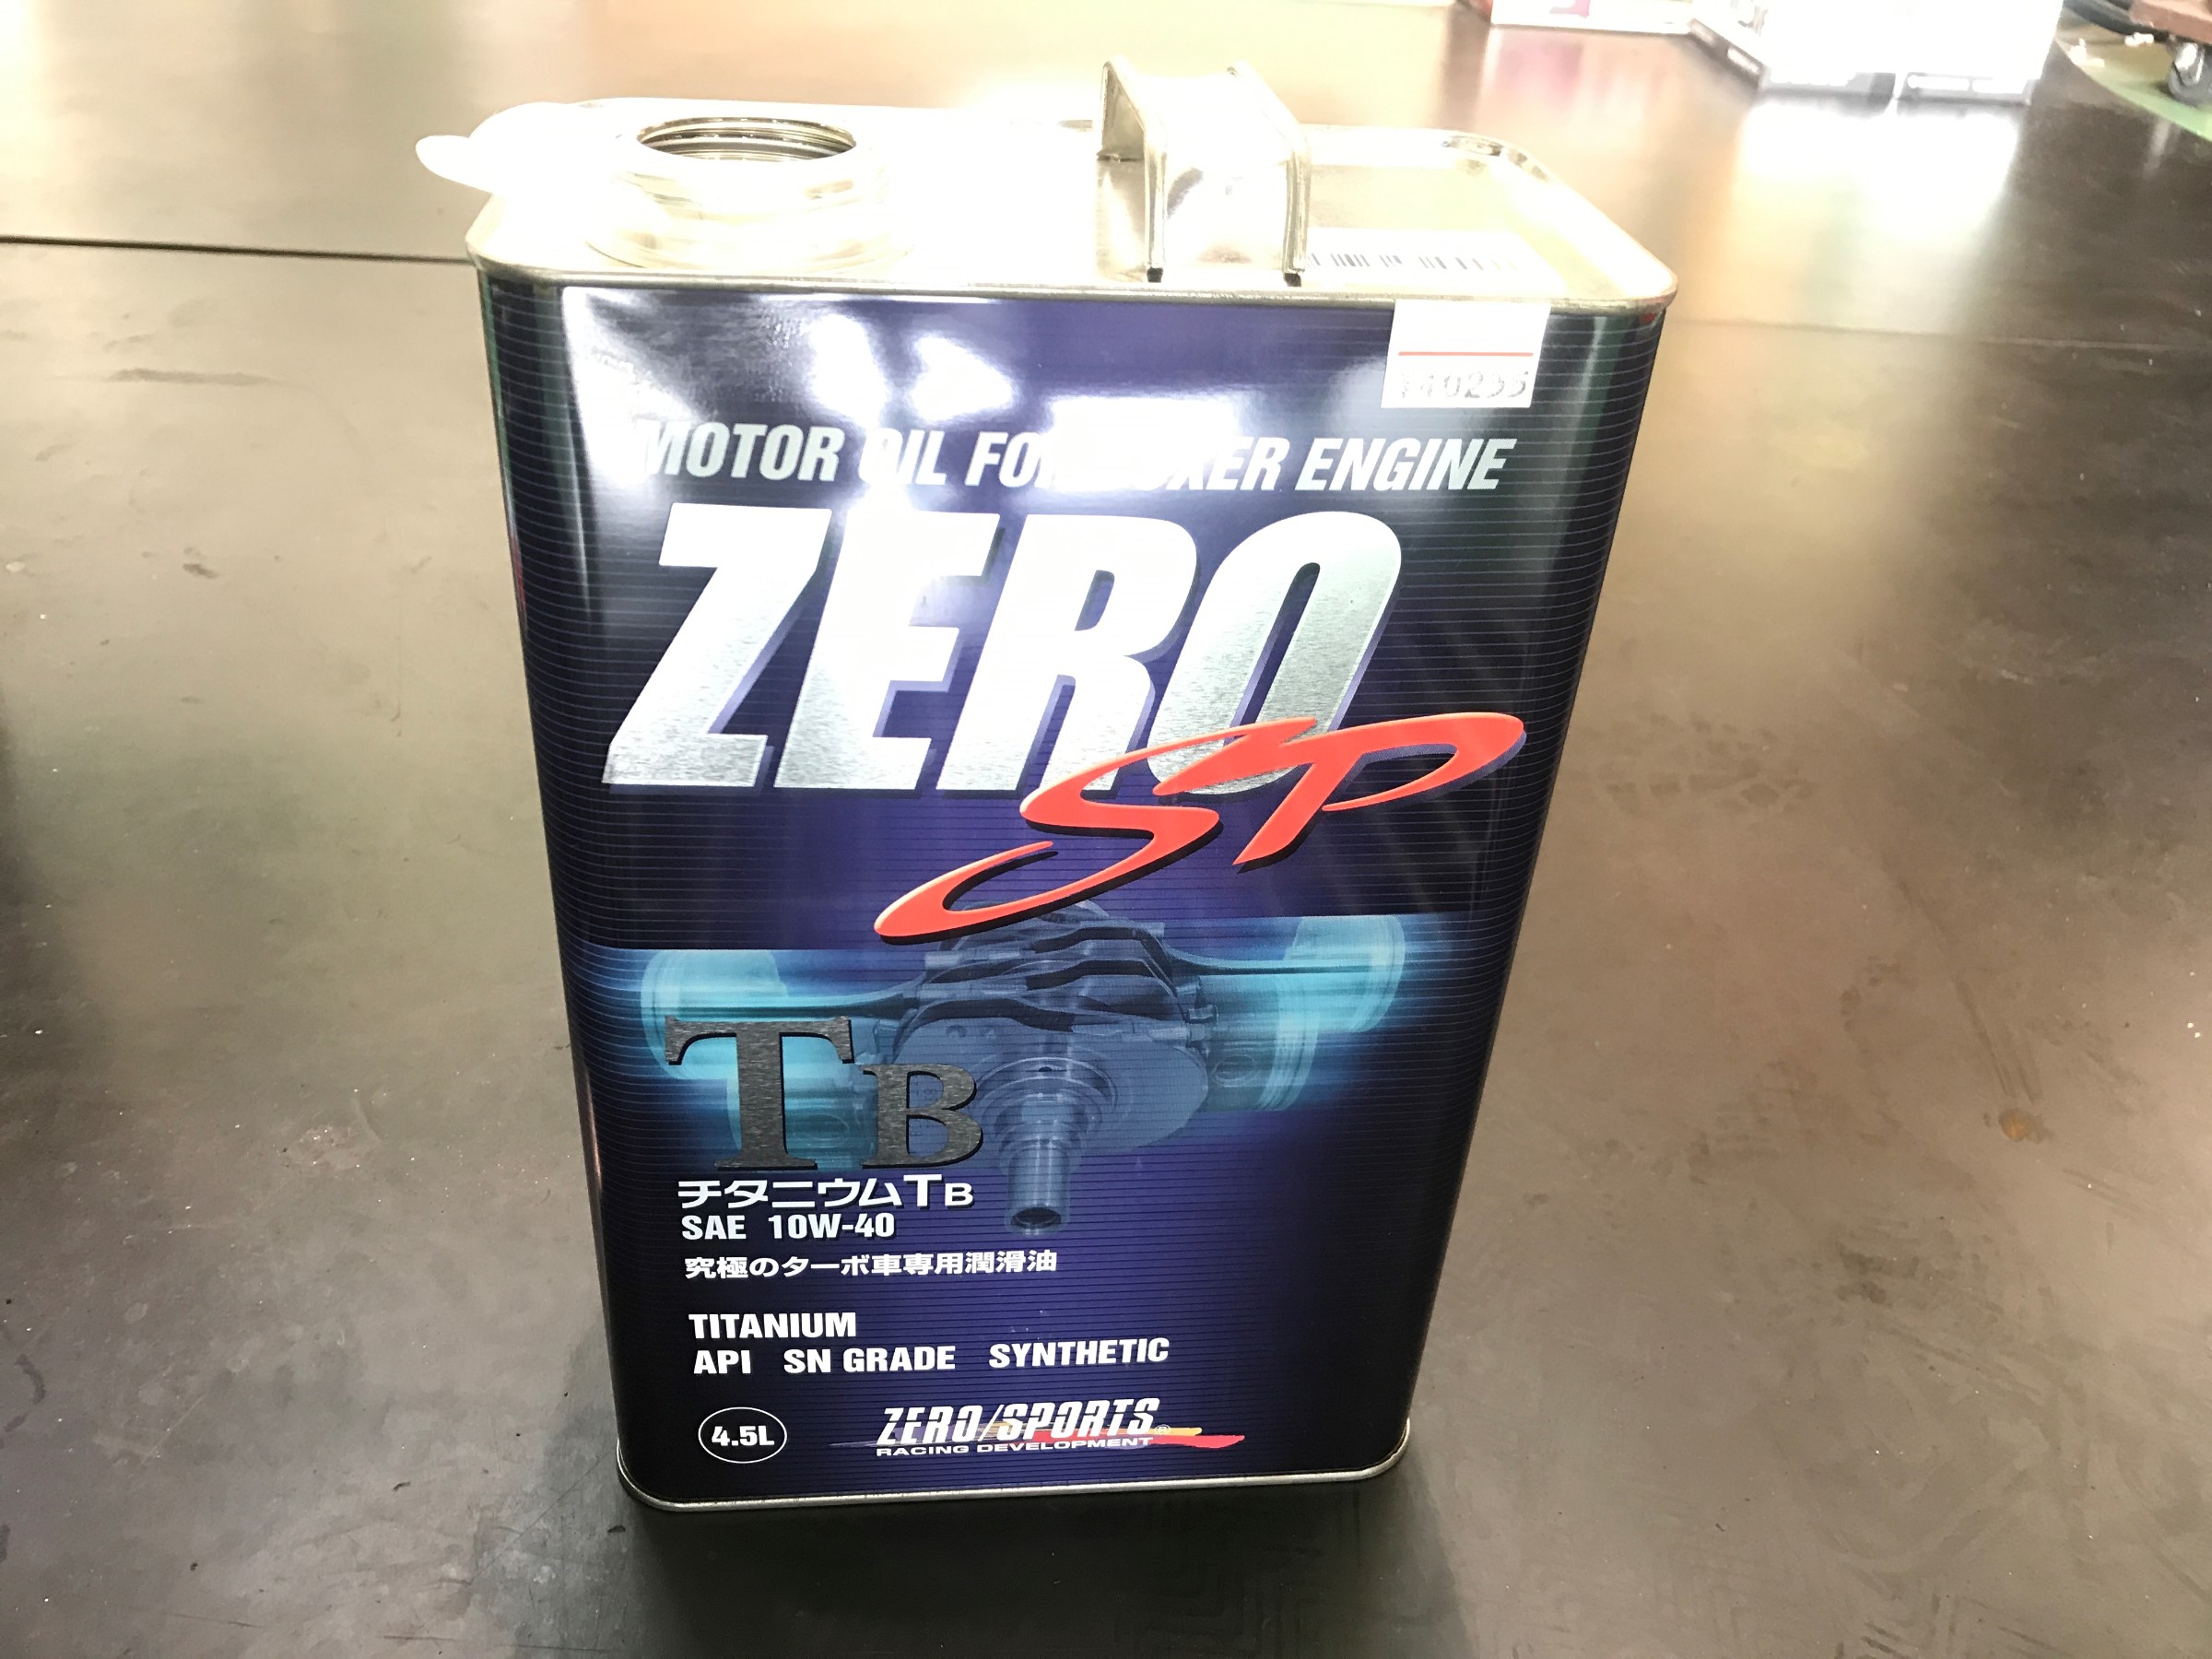 140235
MOTOR OIL FOR BOXER ENGINE
ZERO
SP
TB
チタニウムTB
SAE 10W-40
究極のターボ車専用潤滑油
TITANIUM
API SN GRADE SYNTHETIC
4.5L
ZERO/SPORTS®
RACING DEVELOPMENT